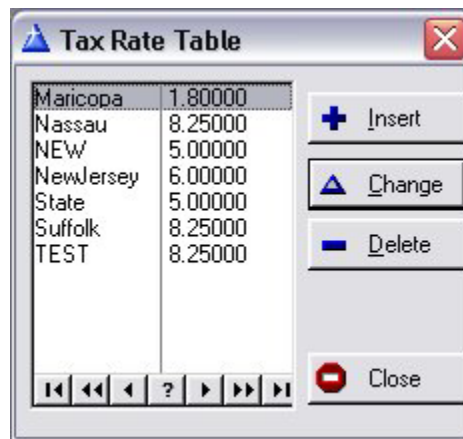 Tax Rate Table
Maricopa 1.80000
Nassau 8.25000
NEW 5.00000
NewJersey 6.00000
State 5.00000
Suffolk 8.25000
TEST 8.25000
Insert
Change
Delete
?
Close